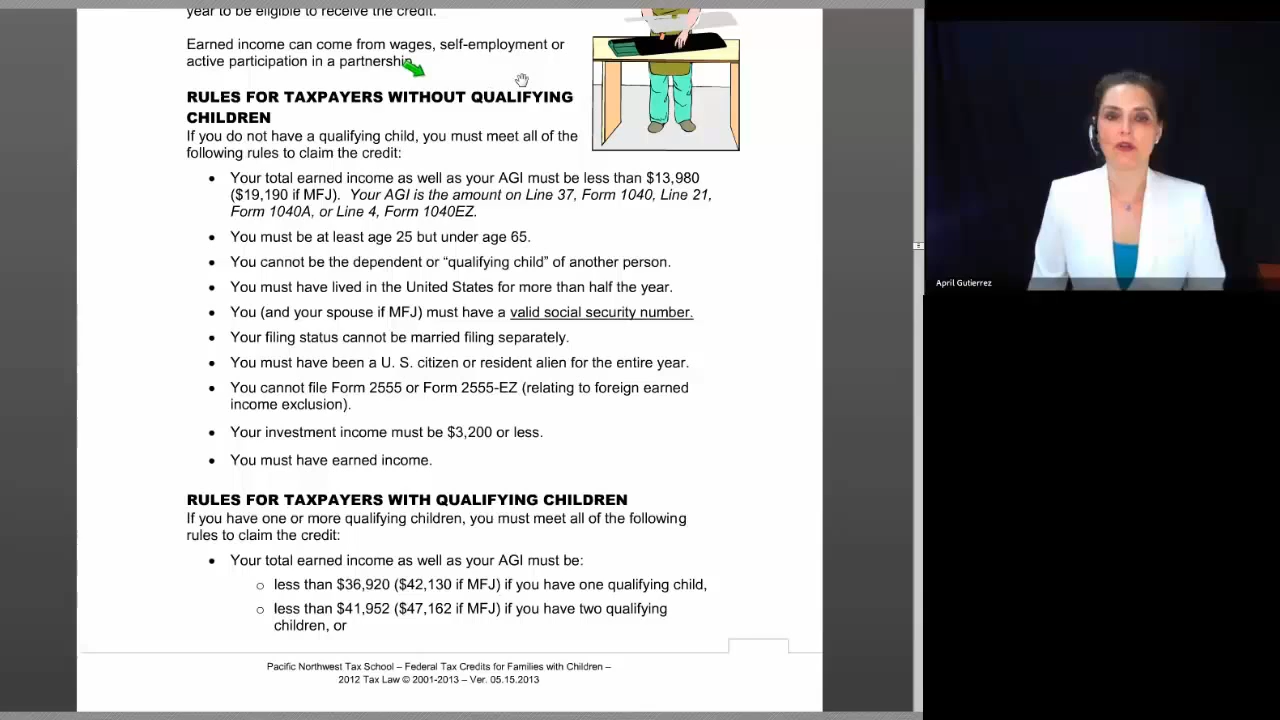 year to be eligible to receive the credit.
Earned income can come from wages, self-employment or
active participation in a partnership.
RULES FOR TAXPAYERS WITHOUT QUALIFYING
CHILDREN
If you do not have a qualifying child, you must meet all of the
following rules to claim the credit:
• Your total earned income as well as your AGI must be less than $13,980
($19,190 if MFJ). Your AGI is the amount on Line 37, Form 1040, Line 21,
Form 1040A, or Line 4, Form 1040EZ.
• You must be at least age 25 but under age 65.
• You cannot be the dependent or “qualifying child” of another person.
• You must have lived in the United States for more than half the year.
• You (and your spouse if MFJ) must have a valid social security number.
• Your filing status cannot be married filing separately.
• You must have been a U. S. citizen or resident alien for the entire year.
• You cannot file Form 2555 or Form 2555-EZ (relating to foreign earned
income exclusion).
• Your investment income must be $3,200 or less.
• You must have earned income.
RULES FOR TAXPAYERS WITH QUALIFYING CHILDREN
If you have one or more qualifying children, you must meet all of the following
rules to claim the credit:
• Your total earned income as well as your AGI must be:
o less than $36,920 ($42,130 if MFJ) if you have one qualifying child,
o less than $41,952 ($47,162 if MFJ) if you have two qualifying
children, or
Pacific Northwest Tax School – Federal Tax Credits for Families with Children –
2012 Tax Law © 2001-2013 – Ver. 05.15.2013
April Gutierrez